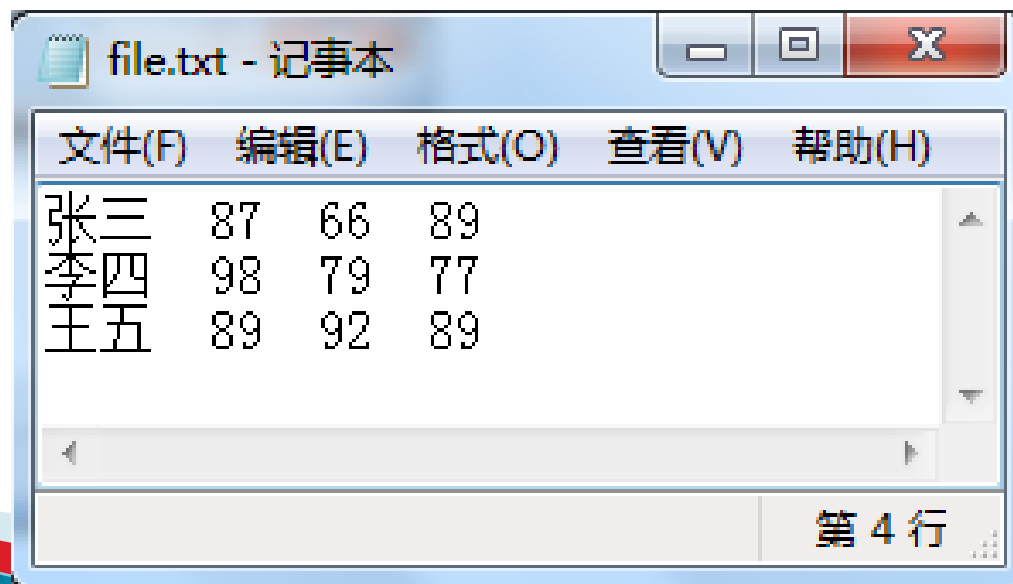 file.txt - 记事本
文件(F) 编辑(E) 格式(O) 查看(V) 帮助(H)
张三 87 66 89
李四 98 79 77
王五 89 92 89
第 4 行